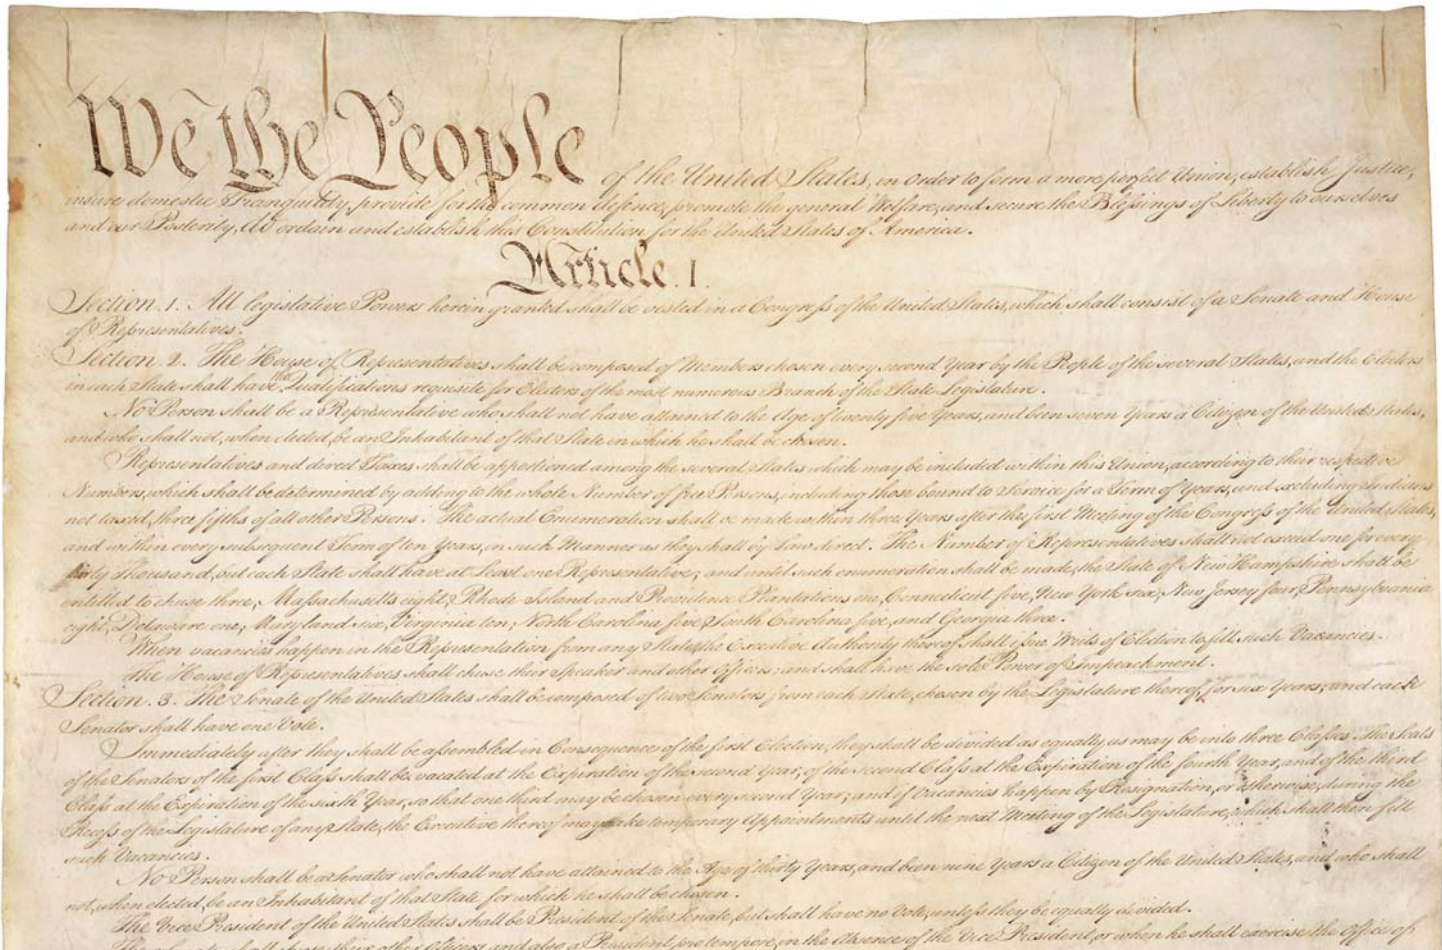 We the People of the United States, in Order to form a more perfect Union, establish Justice,
insure domestic Tranquility, provide for the common defence, promote the general Welfare, and secure the Blessings of Liberty to ourselves
and our Posterity, do ordain and establish this Constitution for the United States of America.
Article. I.
Section. 1. All legislative Powers herein granted shall be vested in a Congress of the United States, which shall consist of a Senate and House
of Representatives.
Section. 2. The House of Representatives shall be composed of Members chosen every second Year by the People of the several States, and the Electors
in each State shall have the Qualifications requisite for Electors of the most numerous Branch of the State Legislature.
No Person shall be a Representative who shall not have attained to the Age of twenty five Years, and been seven Years a Citizen of the United States,
and who shall not, when elected, be an Inhabitant of that State in which he shall be chosen.
Representatives and direct Taxes shall be apportioned among the several States which may be included within this Union, according to their respective
Numbers, which shall be determined by adding to the whole Number of free Persons, including those bound to Service for a Term of Years, and excluding Indians
not taxed, three fifths of all other Persons. The actual Enumeration shall be made within three Years after the first Meeting of the Congress of the United States,
and within every subsequent Term of ten Years, in such Manner as they shall by Law direct. The Number of Representatives shall not exceed one for every
thirty Thousand, but each State shall have at Least one Representative; and until such enumeration shall be made, the State of New Hampshire shall be
entitled to chuse three, Massachusetts eight, Rhode Island and Providence Plantations one, Connecticut five, New York six, New Jersey four, Pennsylvania
eight, Delaware one, Maryland six, Virginia ten, North Carolina five, South Carolina five, and Georgia three.
When vacancies happen in the Representation from any State, the Executive Authority thereof shall issue Writs of Election to fill such Vacancies.
The House of Representatives shall chuse their Speaker and other Officers; and shall have the sole Power of Impeachment.
Section. 3. The Senate of the United States shall be composed of two Senators from each State, chosen by the Legislature thereof, for six Years; and each
Senator shall have one Vote.
Immediately after they shall be assembled in Consequence of the first Election, they shall be divided as equally as may be into three Classes. The Seats
of the Senators of the first Class shall be vacated at the Expiration of the second Year, of the second Class at the Expiration of the fourth Year, and of the third
Class at the Expiration of the sixth Year, so that one third may be chosen every second Year; and if Vacancies happen by Resignation, or otherwise, during the
Recess of the Legislature of any State, the Executive thereof may make temporary Appointments until the next Meeting of the Legislature, which shall then fill
such Vacancies.
No Person shall be a Senator who shall not have attained to the Age of thirty Years, and been nine Years a Citizen of the United States, and who shall
not, when elected, be an Inhabitant of that State for which he shall be chosen.
The Vice President of the United States shall be President of the Senate, but shall have no Vote, unless they be equally divided.
The Senate shall chuse their other Officers, and also a President pro tempore, in the Absence of the Vice President, or when he shall exercise the Office of